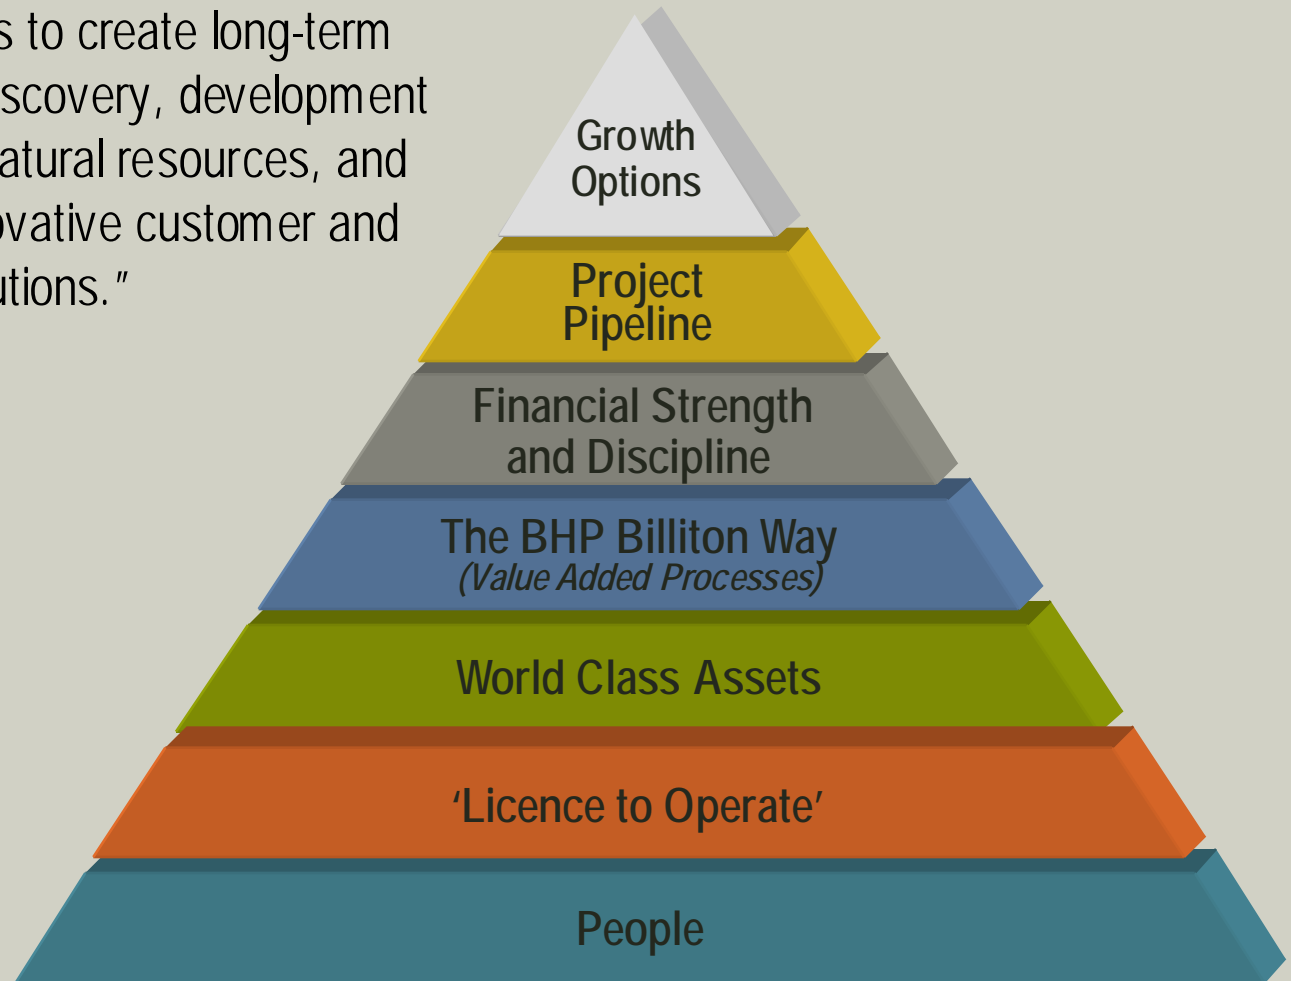 s to create long-term
scovery, development
atural resources, and
ovative customer and
utions."
Growth
Options
Project
Pipeline
Financial Strength
and Discipline
The BHP Billiton Way
(Value Added Processes)
World Class Assets
‘Licence to Operate’
People